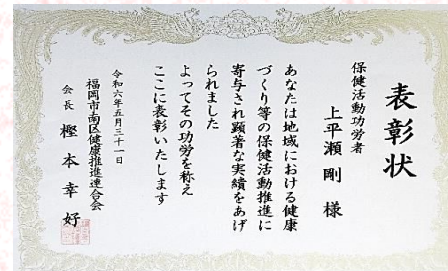 表彰状
保健活動功労者
上平瀬 剛 様
あなたは地域における健康
づくり等の保健活動推進に
寄与され顕著な実績をあげ
られました
よってその功労を称え
ここに表彰いたします
令和六年五月三十一日
福岡市南区健康推進連合会
会長 樫本幸好